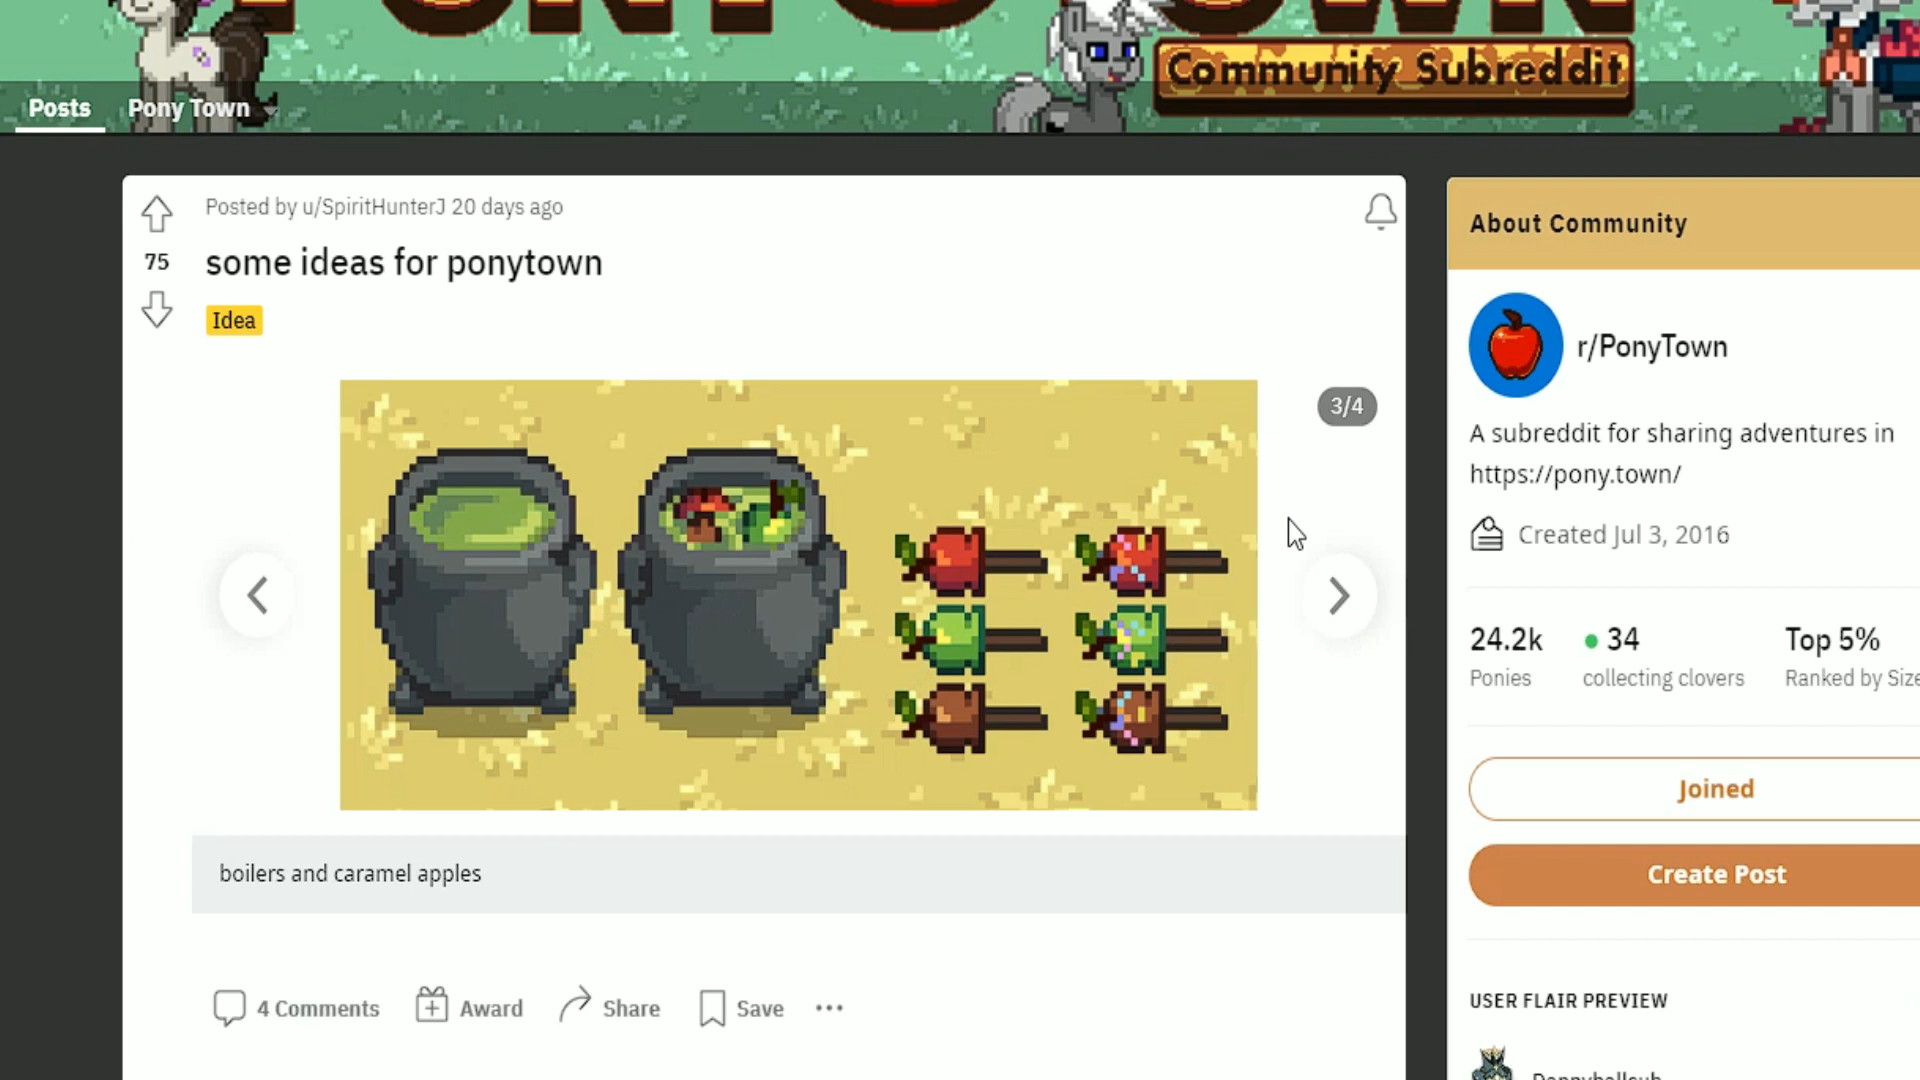 Community Subreddit
Posts Pony Town
Posted by u/SpiritHunterJ 20 days ago
75
some ideas for ponytown
Idea
3/4
boilers and caramel apples
4 Comments Award Share Save
About Community
r/PonyTown
A subreddit for sharing adventures in
https://pony.town/
Created Jul 3, 2016
24.2k 34 Top 5%
Ponies collecting clovers Ranked by Size
Joined
Create Post
USER FLAIR PREVIEW